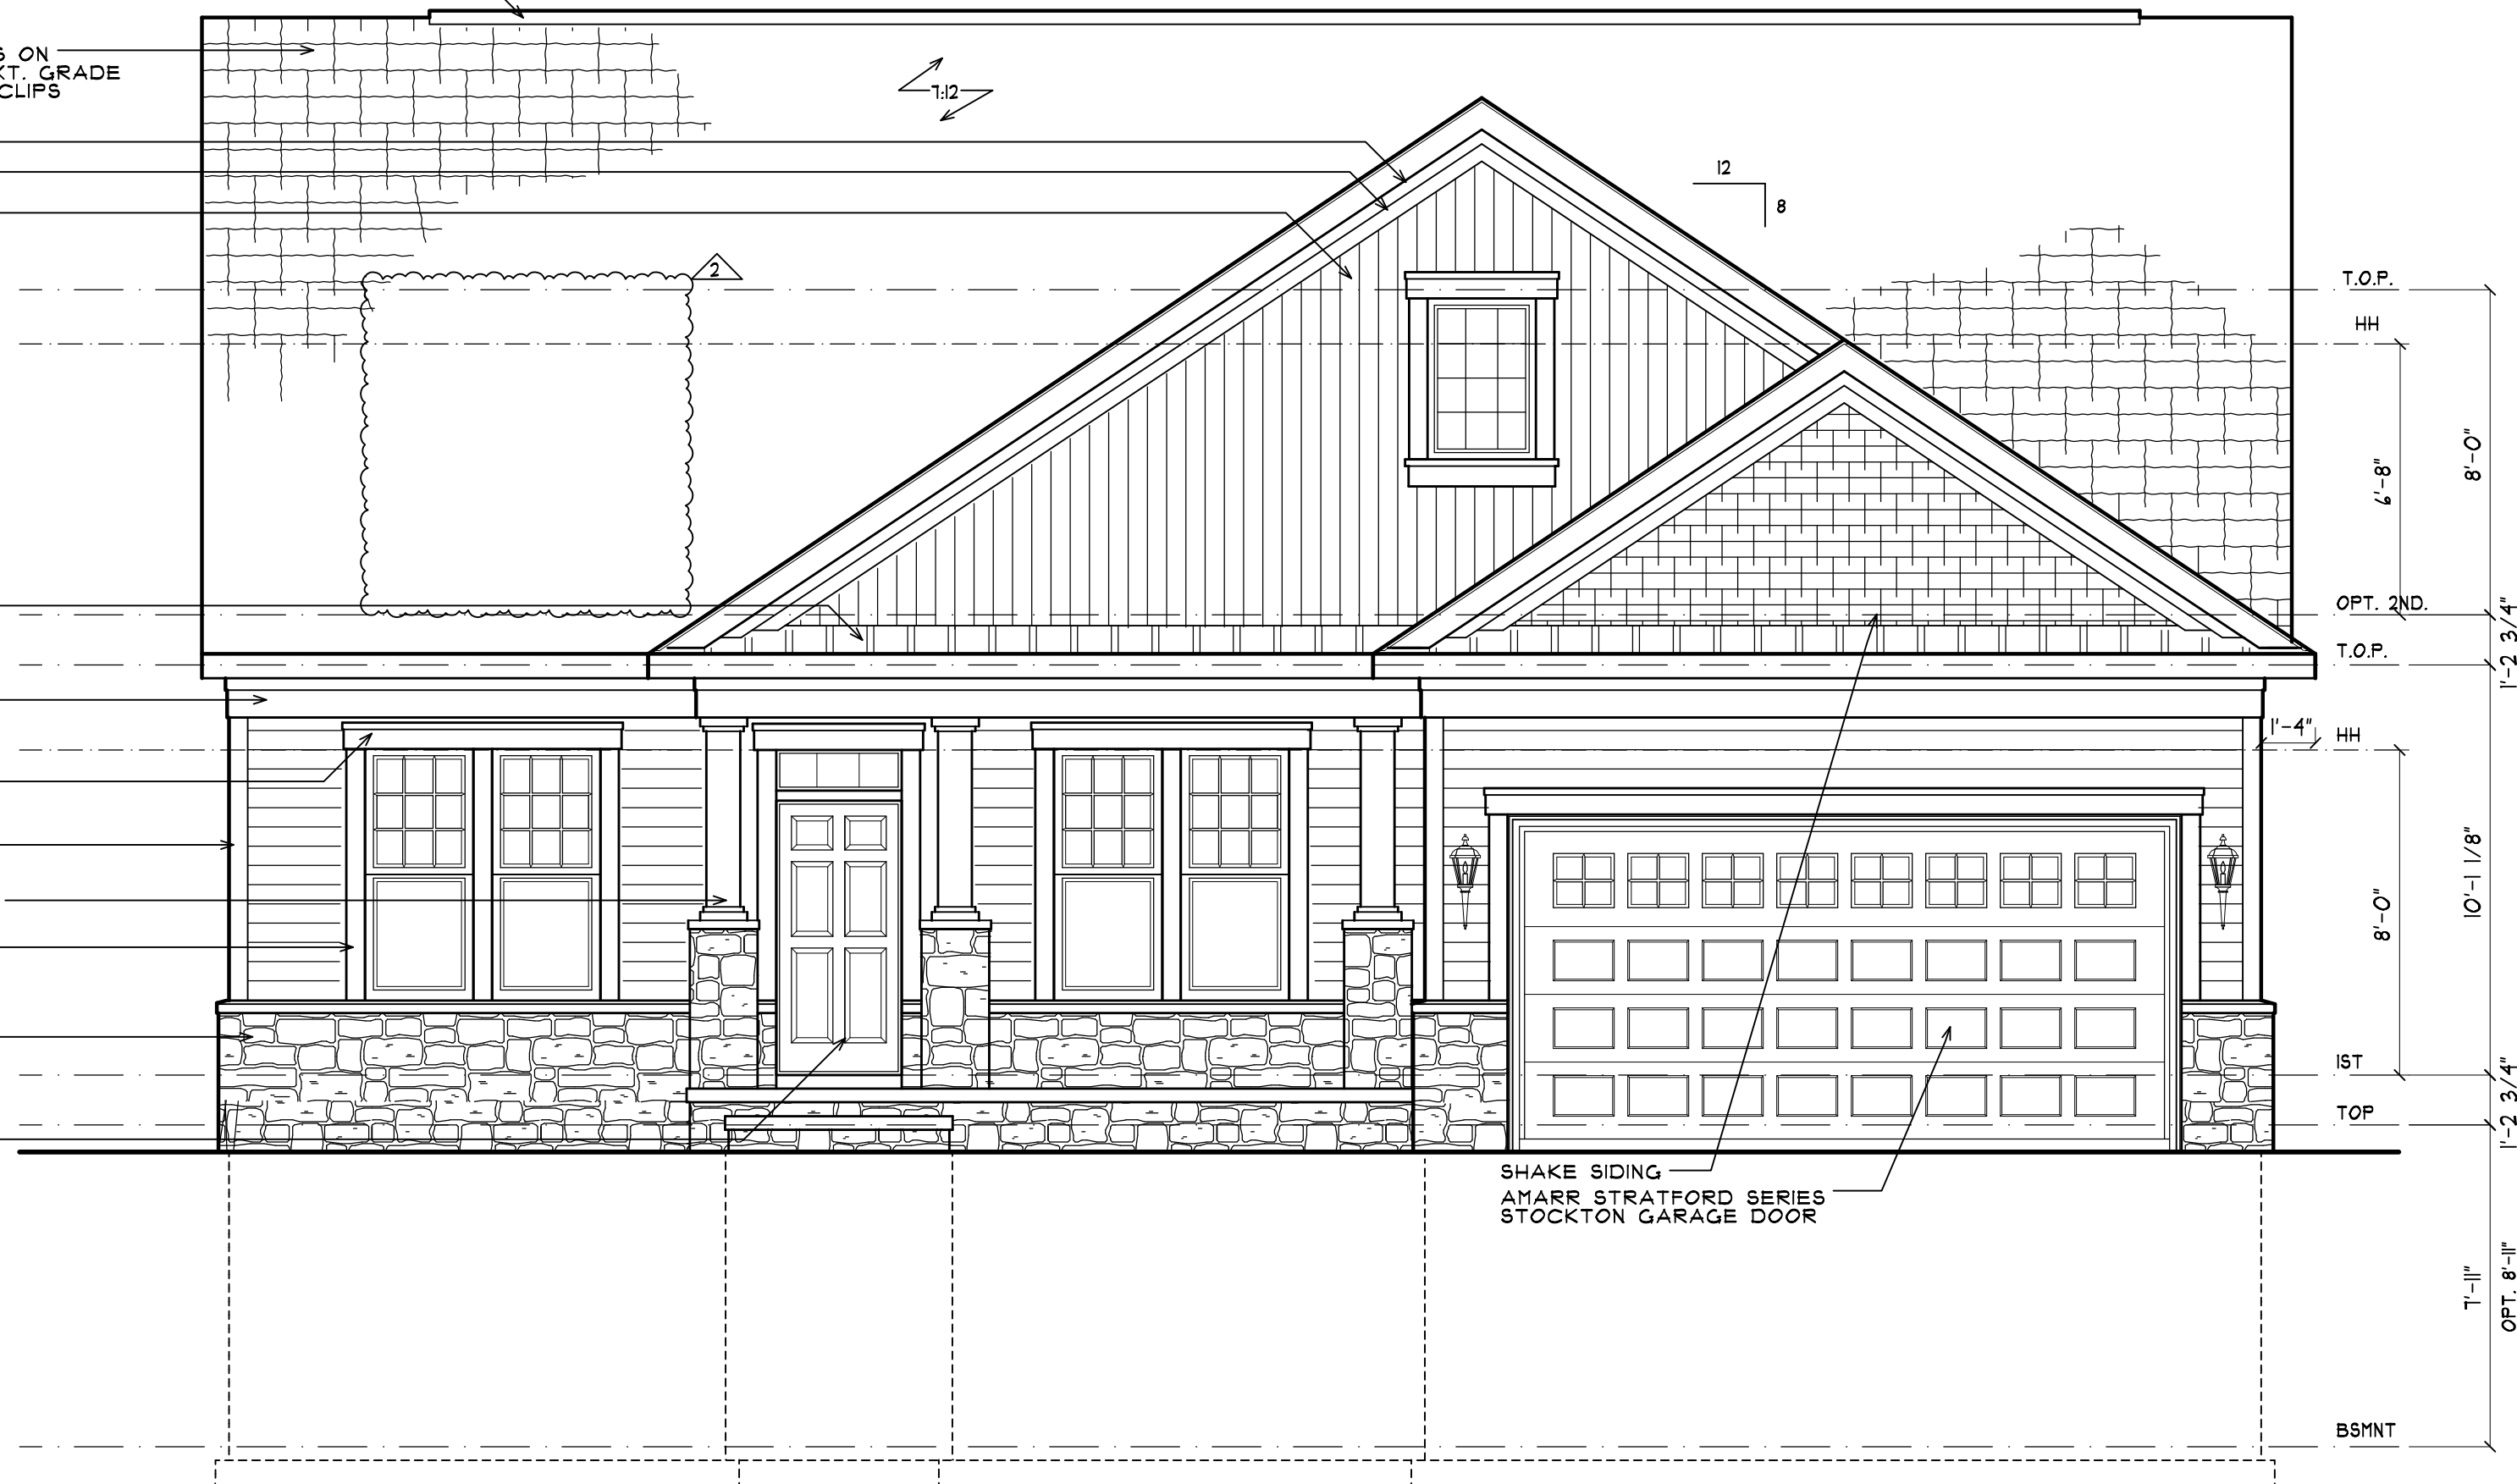 S ON
XT. GRADE
CLIPS
7:12
12
8
2
T.O.P.
HH
8'-0"
6'-8"
OPT. 2ND.
1'-2 3/4"
T.O.P.
1'-4"
HH
10'-1 1/8"
8'-0"
1ST
1'-2 3/4"
TOP
SHAKE SIDING
AMARR STRATFORD SERIES
STOCKTON GARAGE DOOR
7'-11"
OPT. 8'-11"
BSMNT